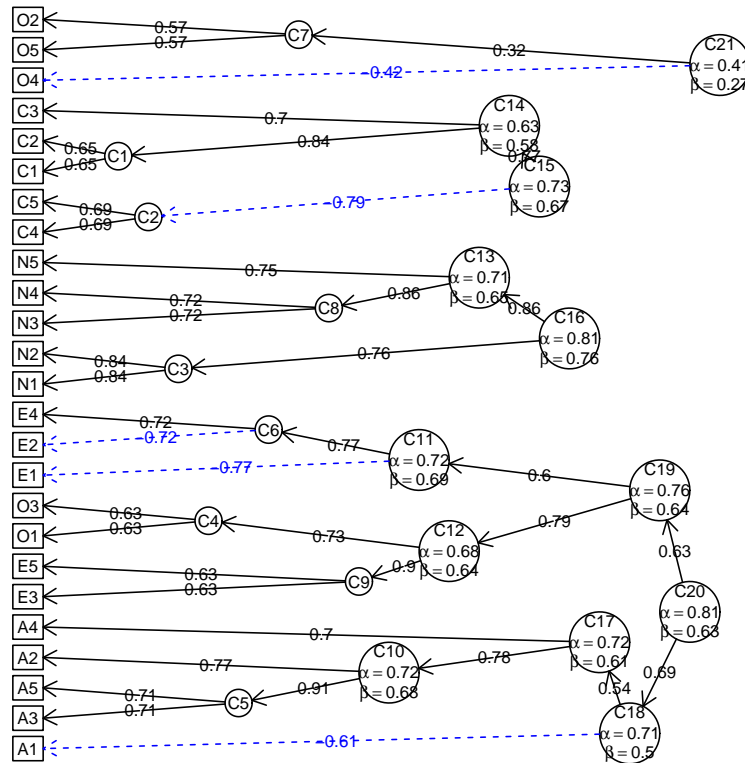 O2
0.57
0.57
C7
0.32
C21
α = 0.41
β = 0.27
O5
O4
−0.42
C3
0.7
C14
α = 0.63
β = 0.58
C2
0.65
0.65
C1
0.84
C1
C15
α = 0.73
β = 0.67
C5
0.69
0.69
C2
−0.79
C4
N5
0.75
C13
α = 0.71
β = 0.65
N4
0.72
0.72
C8
0.86
0.86
N3
C16
α = 0.81
β = 0.76
N2
0.84
0.84
C3
0.76
N1
E4
0.72
C6
0.77
C11
α = 0.72
β = 0.69
E2
−0.72
E1
−0.77
0.6
C19
α = 0.76
β = 0.64
O3
0.63
0.63
C4
0.73
C12
α = 0.68
β = 0.64
0.79
O1
E5
0.63
0.63
C9
0.9
0.63
E3
C20
α = 0.81
β = 0.63
A4
0.7
C17
α = 0.72
β = 0.61
A2
0.77
C10
α = 0.72
β = 0.68
0.78
0.69
A5
0.71
0.71
C5
0.91
0.54
A3
C18
α = 0.71
β = 0.5
A1
−0.61